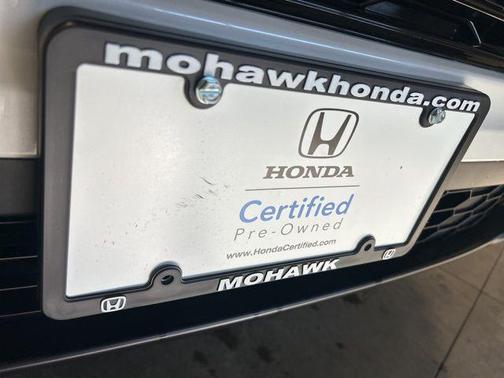 mohawkhonda.com
HONDA
Certified
Pre-Owned
www.HondaCertified.com
MOHAWK